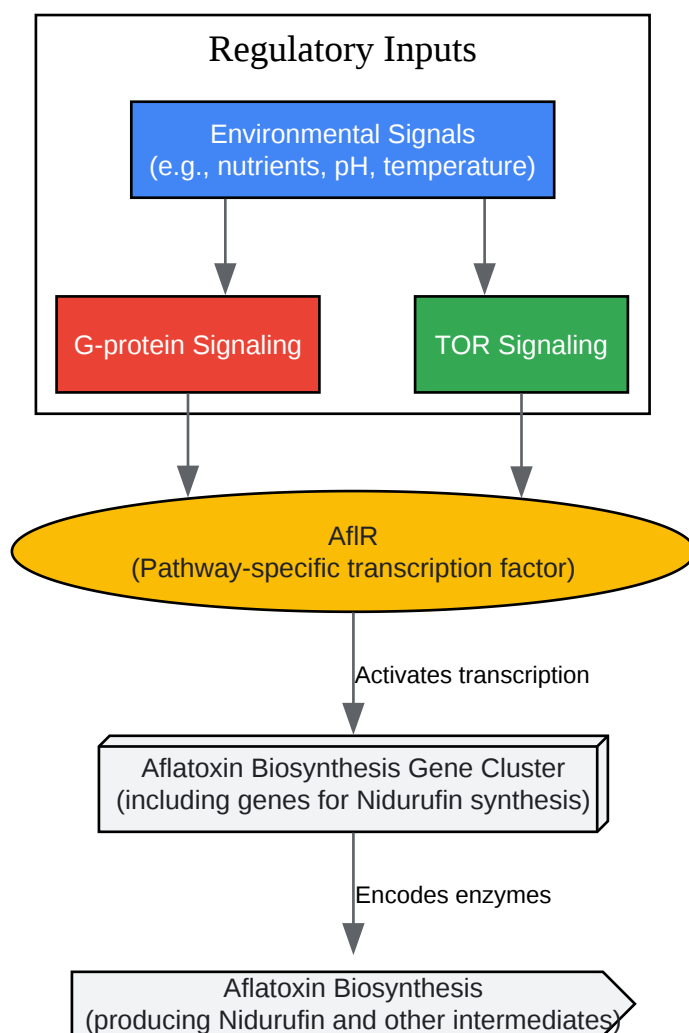 Regulatory Inputs
Environmental Signals
(e.g., nutrients, pH, temperature)
G-protein Signaling
TOR Signaling
AflR
(Pathway-specific transcription factor)
Activates transcription
Aflatoxin Biosynthesis Gene Cluster
(including genes for Nidurufin synthesis)
Encodes enzymes
Aflatoxin Biosynthesis
(producing Nidurufin and other intermediates)